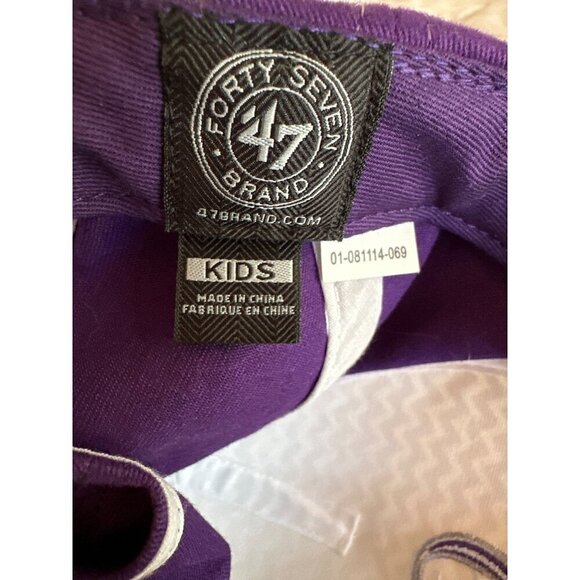 FORTY SEVEN
'47
BRAND
47BRAND.COM
KIDS
MADE IN CHINA
FABRIQUE EN CHINE
01-081114-069